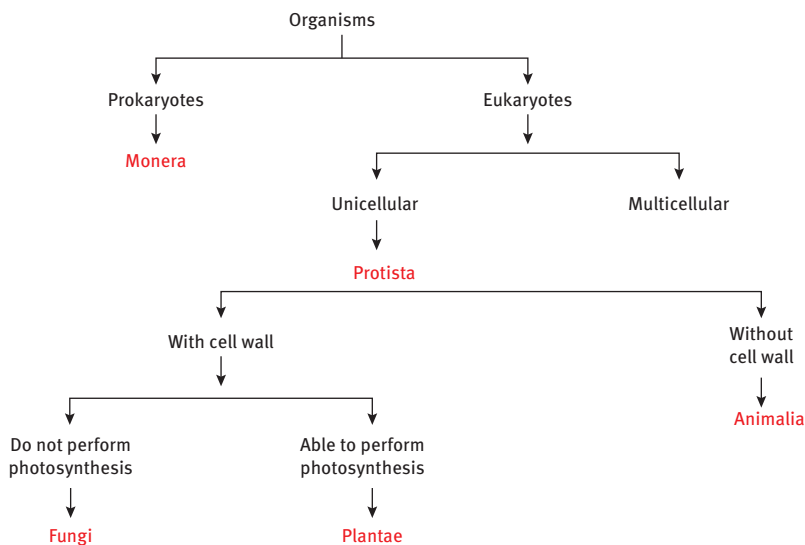 Organisms
Prokaryotes
Eukaryotes
Monera
Unicellular
Multicellular
Protista
With cell wall
Without
cell wall
Animalia
Do not perform
photosynthesis
Able to perform
photosynthesis
Fungi
Plantae